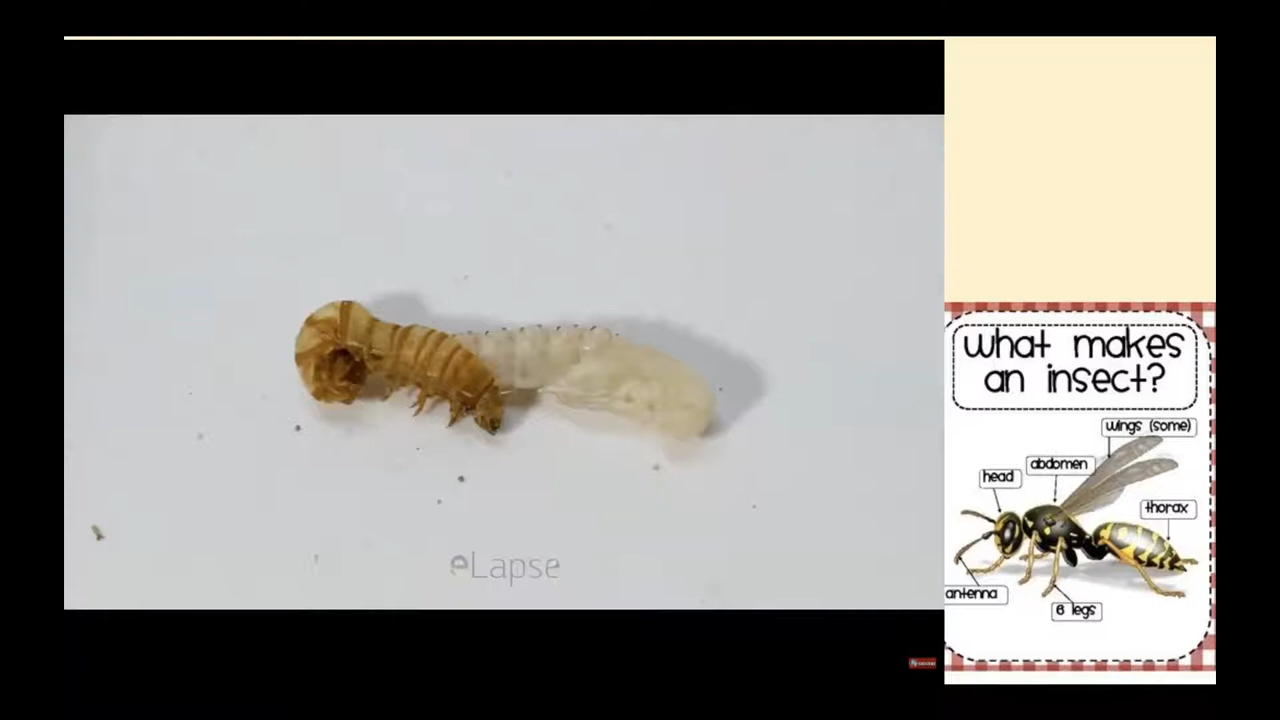 eLapse
what makes
an insect?
wings (some)
abdomen
head
thorax
antenna
6 legs